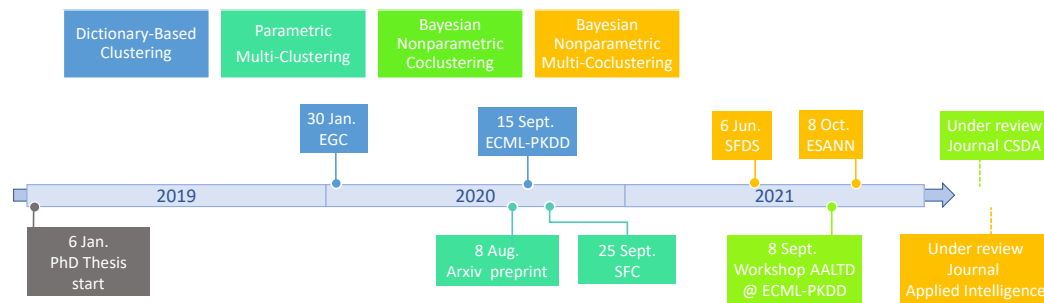 Dictionary-Based
Clustering
Parametric
Multi-Clustering
Bayesian
Nonparametric
Coclustering
Bayesian
Nonparametric
Multi-Coclustering
30 Jan.
EGC
15 Sept.
ECML-PKDD
6 Jun.
SFDS
8 Oct.
ESANN
Under review
Journal CSDA
2019
2020
2021
6 Jan.
PhD Thesis
start
8 Aug.
Arxiv preprint
25 Sept.
SFC
8 Sept.
Workshop AALTD
@ ECML-PKDD
Under review
Journal
Applied Intelligence